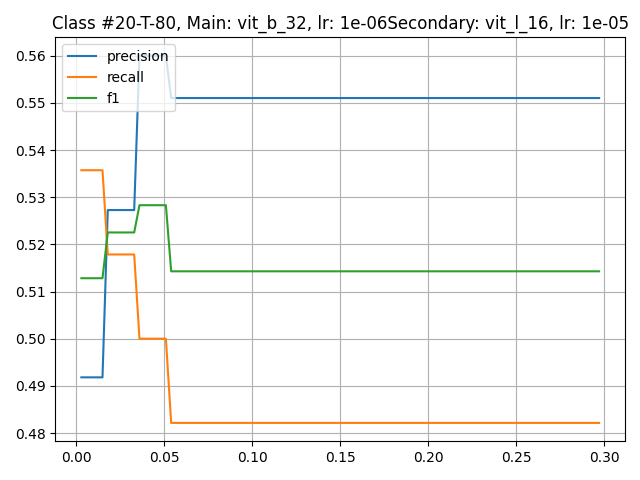 Class #20-T-80, Main: vit_b_32, lr: 1e-06Secondary: vit_l_16, lr: 1e-05
precision
recall
f1
0.56
0.55
0.54
0.53
0.52
0.51
0.50
0.49
0.48
0.00 0.05 0.10 0.15 0.20 0.25 0.30